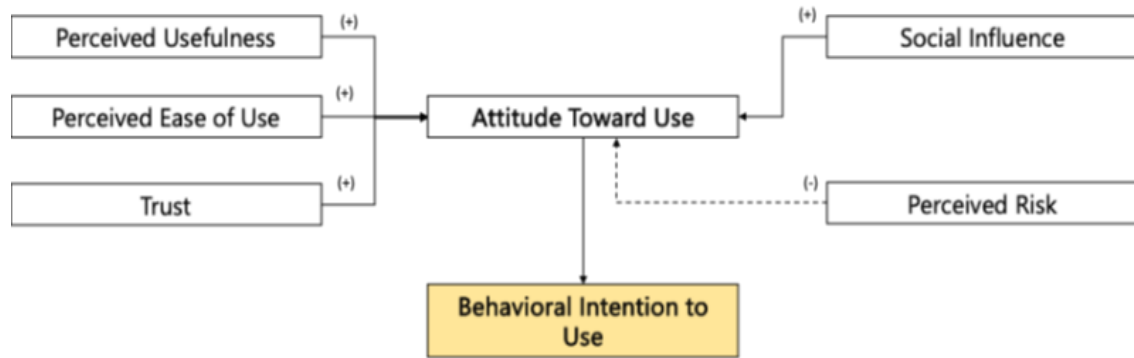 (+)
(+)
Perceived Usefulness
Social Influence
(+)
Perceived Ease of Use
Attitude Toward Use
(+)
(-)
Trust
Perceived Risk
Behavioral Intention to
Use